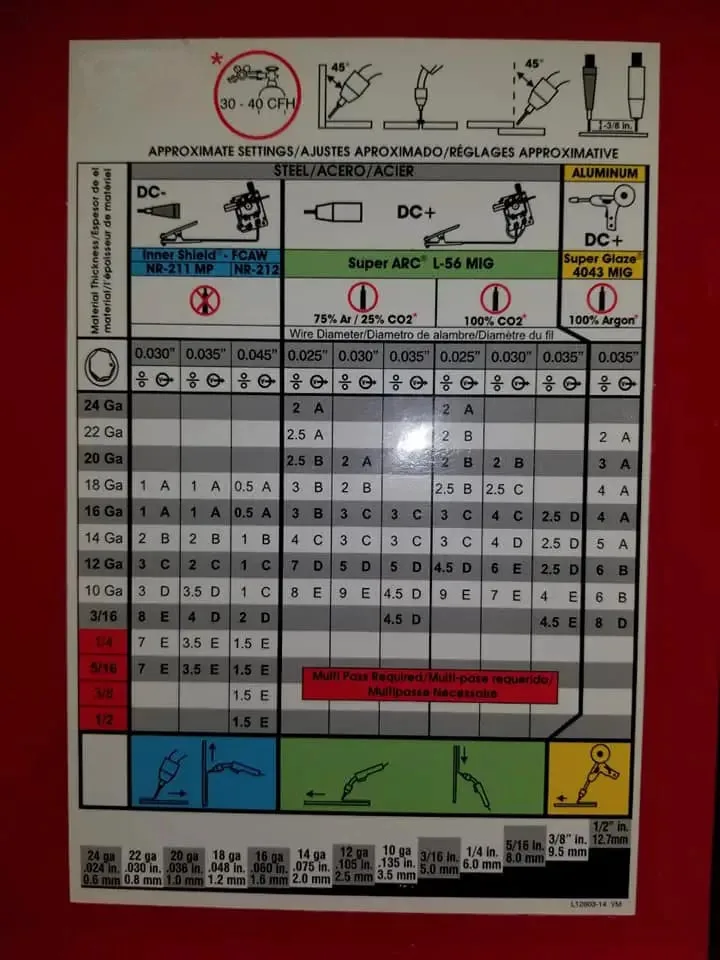 *
30 - 40 CFH
45°
45°
1-3/8 in.
APPROXIMATE SETTINGS/AJUSTES APROXIMADO/RÉGLAGES APPROXIMATIVE
Material Thickness/Espesor de el
material/l'épaisseur de matériel
STEEL/ACERO/ACIER
ALUMINUM
DC-
DC+
DC+
Inner Shield® - FCAW
NR-211 MP NR-212
Super ARC® L-56 MIG
Super Glaze®
4043 MIG
75% Ar / 25% CO2*
100% CO2*
100% Argon*
Wire Diameter/Diametro de alambre/Diamètre du fil
0.030" 0.035" 0.045" 0.025" 0.030" 0.035" 0.025" 0.030" 0.035" 0.035"
24 Ga 2 A 2 A
22 Ga 2.5 A 2 B 2 A
20 Ga 2.5 B 2 A 2 B 2 B 3 A
18 Ga 1 A 1 A 0.5 A 3 B 2 B 2.5 B 2.5 C 4 A
16 Ga 1 A 1 A 0.5 A 3 B 3 C 3 C 3 C 4 C 2.5 D 4 A
14 Ga 2 B 2 B 1 B 4 C 3 C 3 C 3 C 4 D 2.5 D 5 A
12 Ga 3 C 2 C 1 C 7 D 5 D 5 D 4.5 D 6 E 2.5 D 6 B
10 Ga 3 D 3.5 D 1 C 8 E 9 E 4.5 D 9 E 7 E 4 E 6 B
3/16 8 E 4 D 2 D 4.5 D 4.5 E 8 D
1/4 7 E 3.5 E 1.5 E
5/16 7 E 3.5 E 1.5 E
3/8 1.5 E
1/2 1.5 E
Multi Pass Required/Multi-pase requerido/
Multipasse Nécessaire
24 ga
.024 in.
0.6 mm
22 ga
.030 in.
0.8 mm
20 ga
.036 in.
1.0 mm
18 ga
.048 in.
1.2 mm
16 ga
.060 in.
1.6 mm
14 ga
.075 in.
2.0 mm
12 ga
.105 in.
2.5 mm
10 ga
.135 in.
3.5 mm
3/16 in.
5.0 mm
1/4 in.
6.0 mm
5/16 in.
8.0 mm
3/8" in.
9.5 mm
1/2" in.
12.7mm
L12803-14 VM